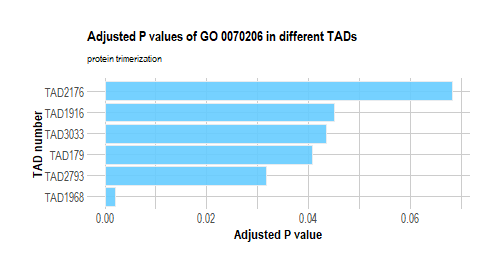 Adjusted P values of GO 0070206 in different TADs
protein trimerization
TAD2176
TAD1916
TAD3033
TAD179
TAD2793
TAD1968
TAD number
0.00 0.02 0.04 0.06
Adjusted P value